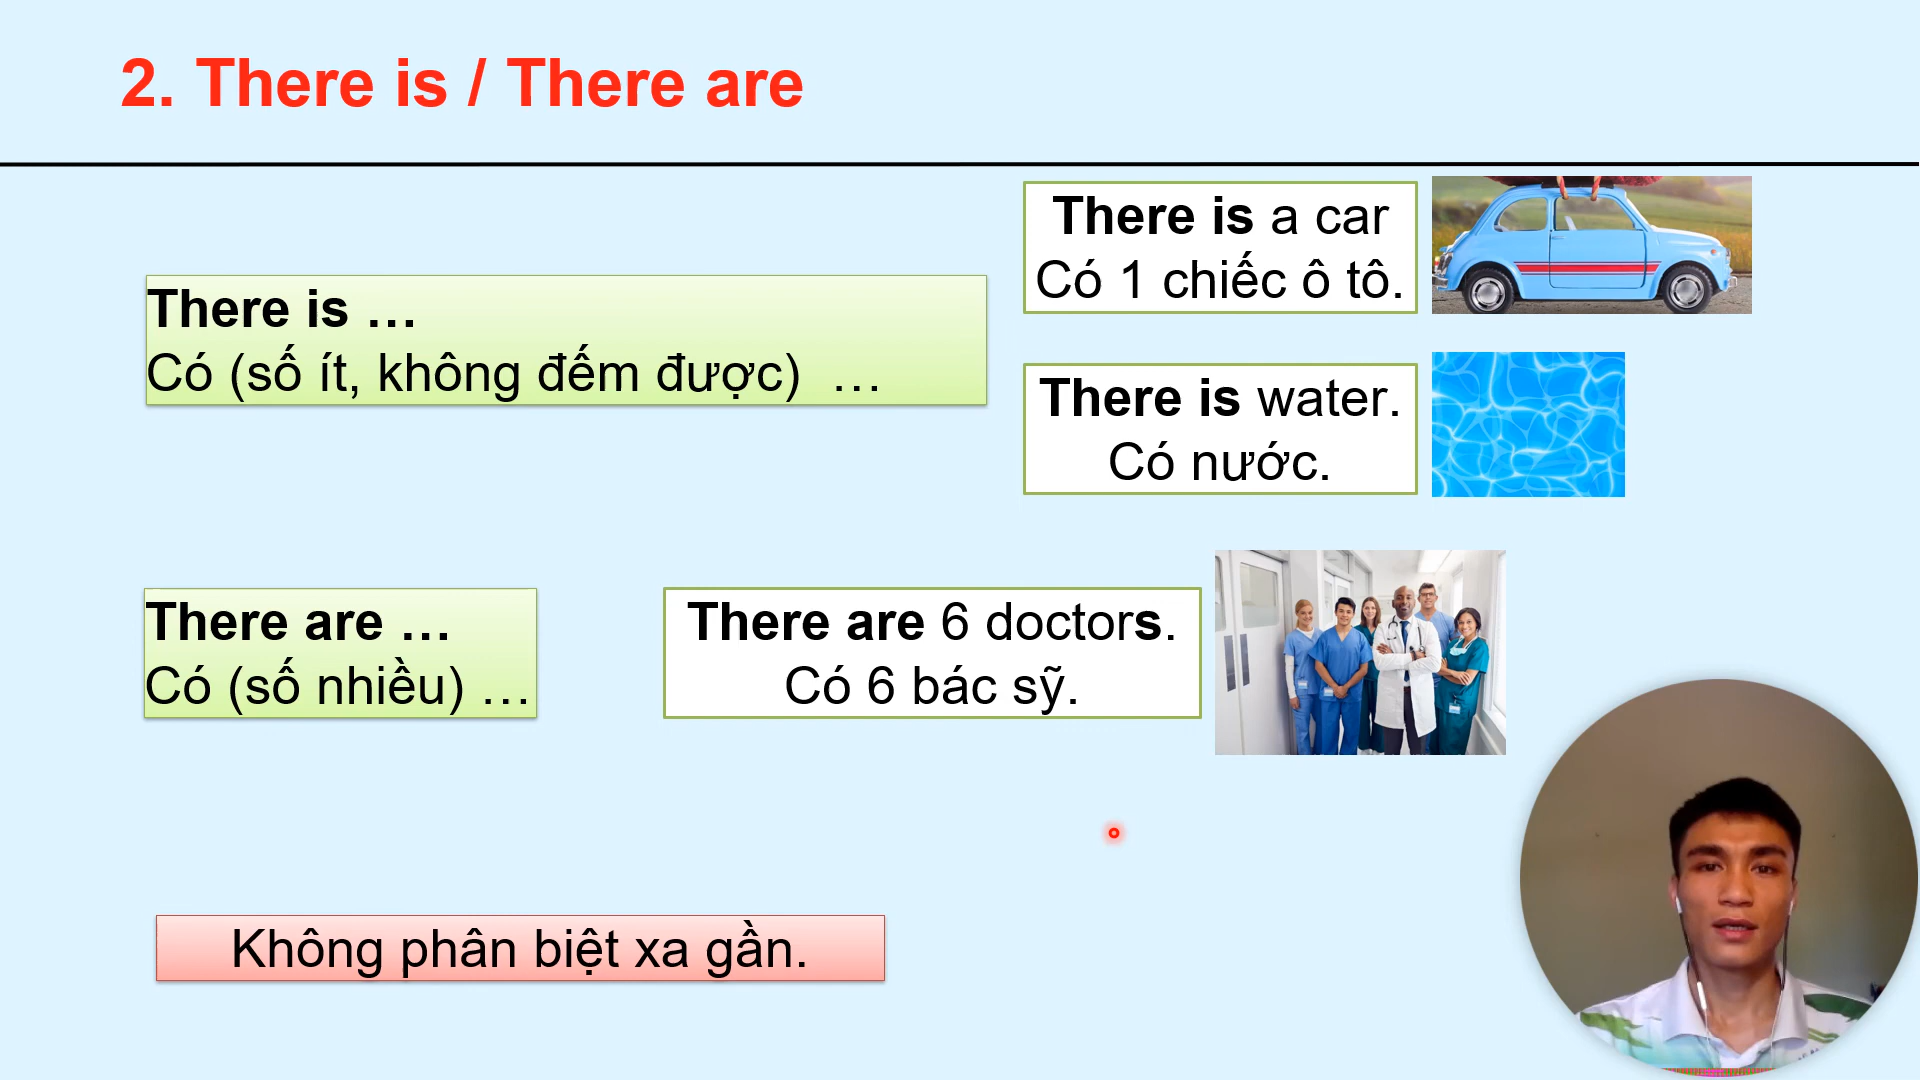 2. There is / There are
There is …
Có (số ít, không đếm được)  …
There is a car
Có 1 chiếc ô tô.
There is water.
Có nước.
There are …
Có (số nhiều) …
There are 6 doctors.
Có 6 bác sỹ.
Không phân biệt xa gần.